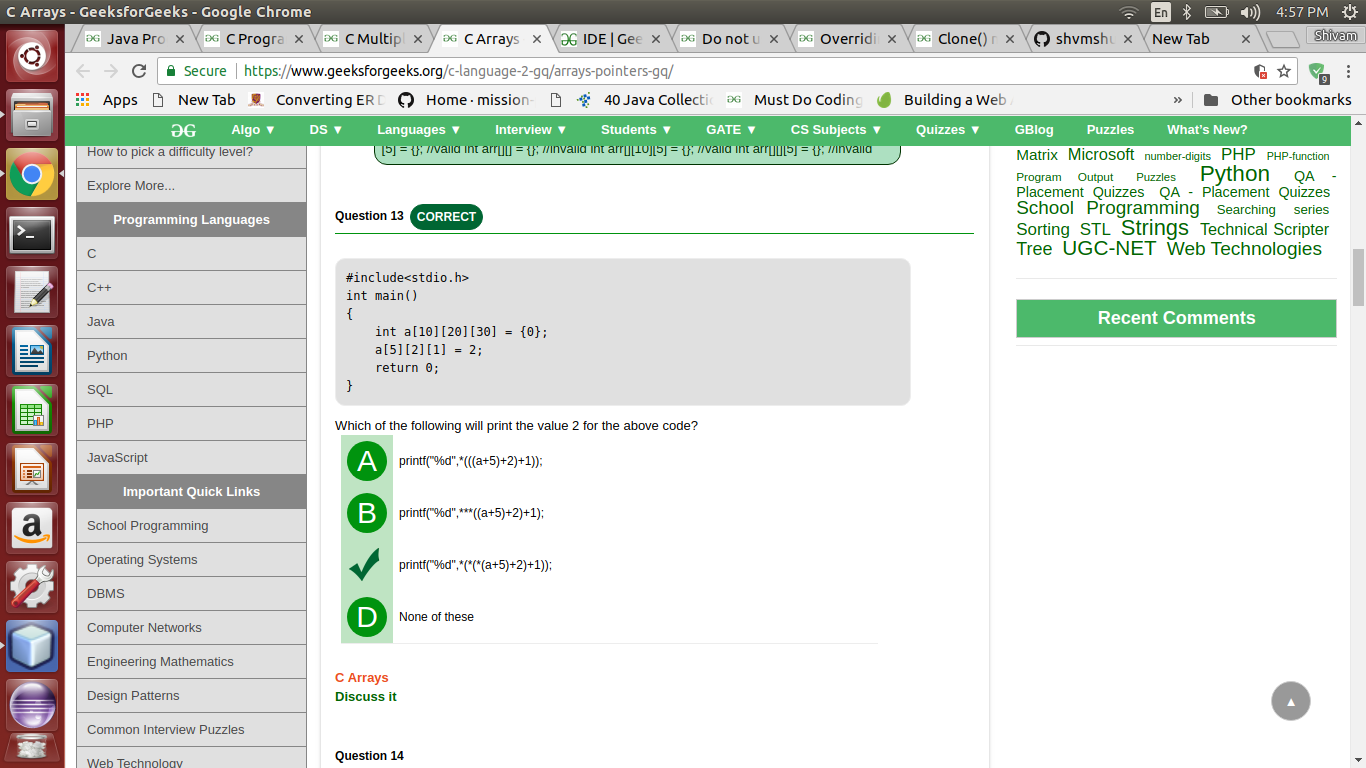 C Arrays - GeeksforGeeks - Google Chrome
En
4:57 PM
Shivam
Java Pro
C Progra
C Multipl
C Arrays
IDE | Gee
Do not u
Overridi
Clone() r
shvmshu
New Tab
Secure
https://www.geeksforgeeks.org/c-language-2-gq/arrays-pointers-gq/
9
Apps
New Tab
Converting ER D
Home · mission-
40 Java Collecti
Must Do Coding
Building a Web
»
Other bookmarks
Algo ▼
DS ▼
Languages ▼
Interview ▼
Students ▼
GATE ▼
CS Subjects ▼
Quizzes ▼
GBlog
Puzzles
What's New?
How to pick a difficulty level?
Explore More...
Programming Languages
C
C++
Java
Python
SQL
PHP
JavaScript
Important Quick Links
School Programming
Operating Systems
DBMS
Computer Networks
Engineering Mathematics
Design Patterns
Common Interview Puzzles
Web Technology
[5] = {}; //valid int arr[][] = {}; //invalid int arr[][10][5] = {}; //valid int arr[][][5] = {}; //invalid
Question 13
CORRECT
#include<stdio.h>
int main()
{
    int a[10][20][30] = {0};
    a[5][2][1] = 2;
    return 0;
}
Which of the following will print the value 2 for the above code?
A
printf("%d",*(((a+5)+2)+1));
B
printf("%d",***((a+5)+2)+1);
printf("%d",*(*(*(a+5)+2)+1));
D
None of these
C Arrays
Discuss it
Question 14
Matrix Microsoft number-digits PHP PHP-function
Program Output Puzzles Python QA -
Placement Quizzes QA - Placement Quizzes
School Programming Searching series
Sorting STL Strings Technical Scripter
Tree UGC-NET Web Technologies
Recent Comments